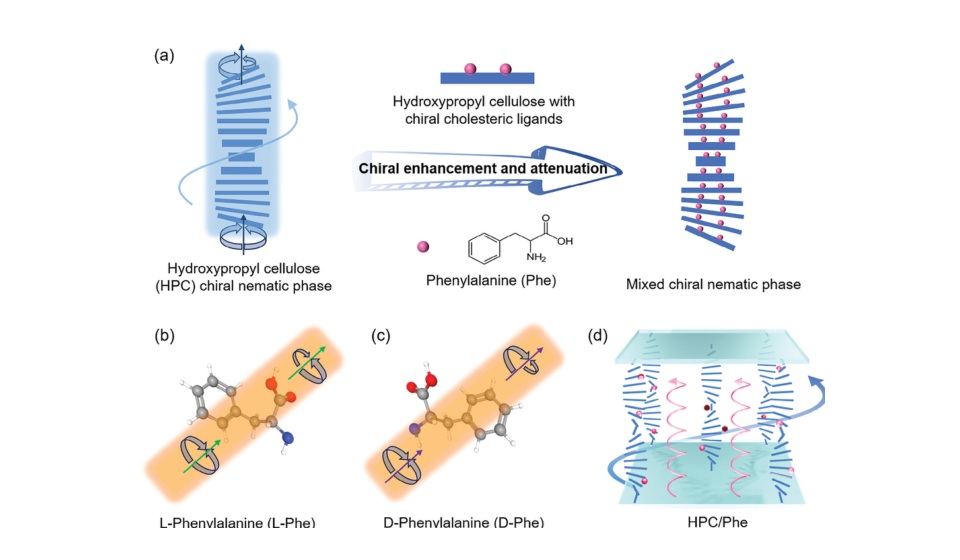 (a)
Hydroxypropyl cellulose
(HPC) chiral nematic phase
Hydroxypropyl cellulose with
chiral cholesteric ligands
Chiral enhancement and attenuation
O
OH
NH₂
Phenylalanine (Phe)
Mixed chiral nematic phase
(b)
L-Phenylalanine (L-Phe)
(c)
D-Phenylalanine (D-Phe)
(d)
HPC/Phe